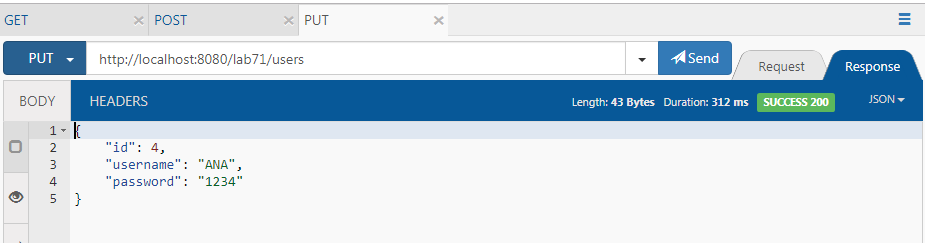 GET POST PUT
PUT http://localhost:8080/lab71/users Send Request Response
BODY HEADERS Length: 43 Bytes Duration: 312 ms SUCCESS 200 JSON
1 {
2 "id": 4,
3 "username": "ANA",
4 "password": "1234"
5 }